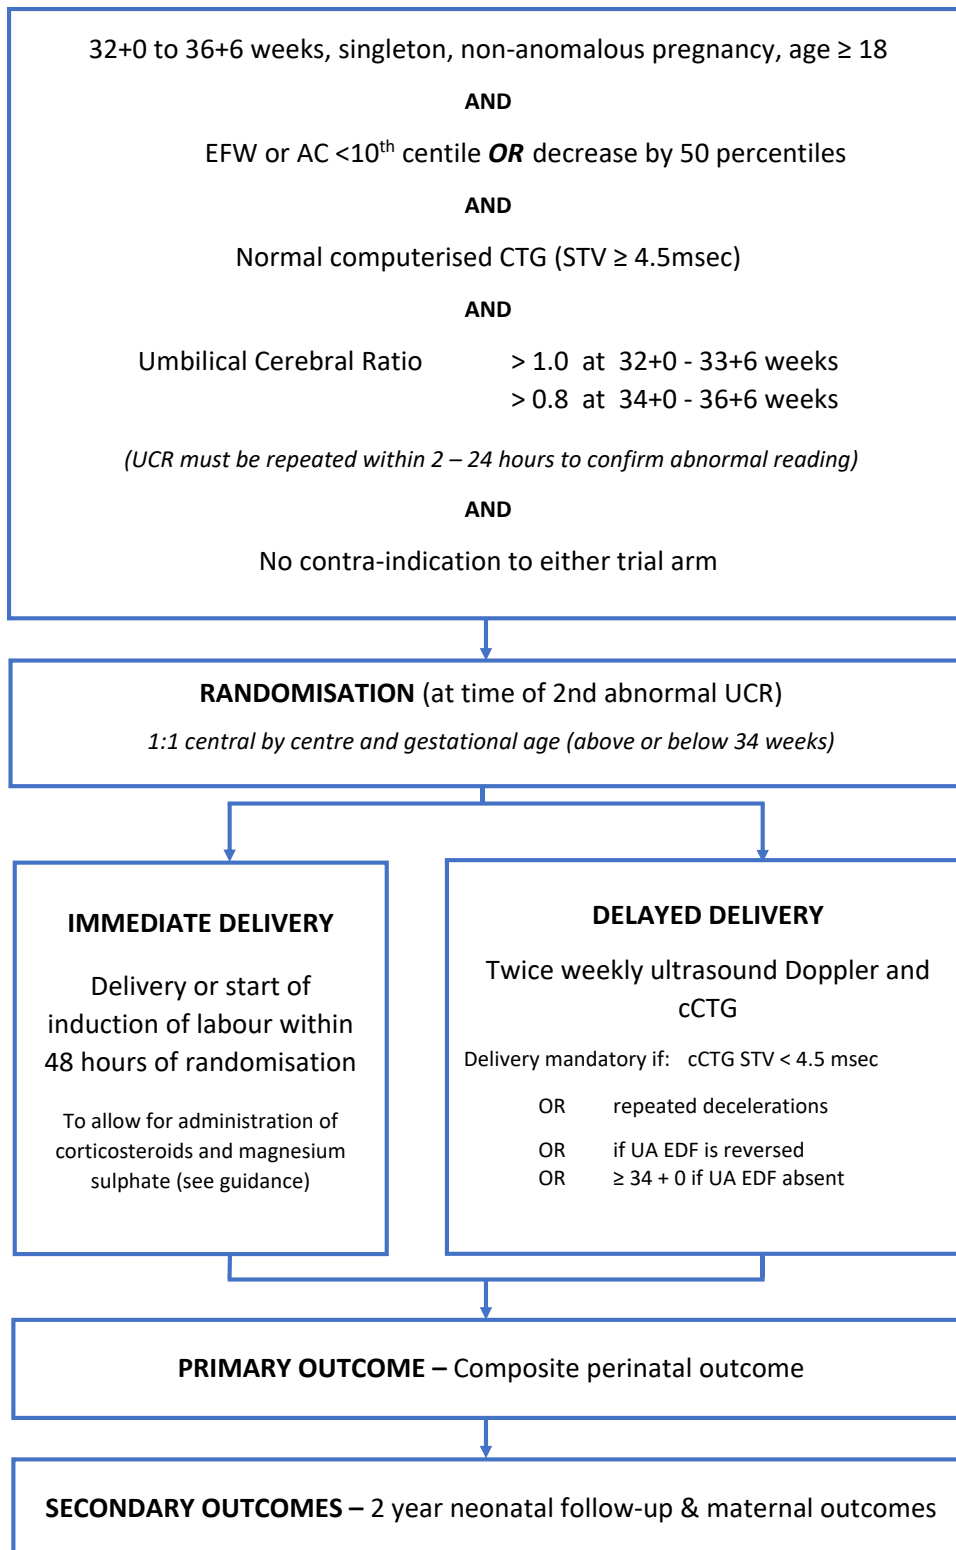 32+0 to 36+6 weeks, singleton, non-anomalous pregnancy, age ≥ 18
AND
EFW or AC <10th centile OR decrease by 50 percentiles
AND
Normal computerised CTG (STV ≥ 4.5msec)
AND
Umbilical Cerebral Ratio > 1.0 at 32+0 - 33+6 weeks
> 0.8 at 34+0 - 36+6 weeks
(UCR must be repeated within 2 – 24 hours to confirm abnormal reading)
AND
No contra-indication to either trial arm
RANDOMISATION (at time of 2nd abnormal UCR)
1:1 central by centre and gestational age (above or below 34 weeks)
IMMEDIATE DELIVERY
Delivery or start of
induction of labour within
48 hours of randomisation
To allow for administration of
corticosteroids and magnesium
sulphate (see guidance)
DELAYED DELIVERY
Twice weekly ultrasound Doppler and
cCTG
Delivery mandatory if: cCTG STV < 4.5 msec
OR repeated decelerations
OR if UA EDF is reversed
OR ≥ 34 + 0 if UA EDF absent
PRIMARY OUTCOME – Composite perinatal outcome
SECONDARY OUTCOMES – 2 year neonatal follow-up & maternal outcomes